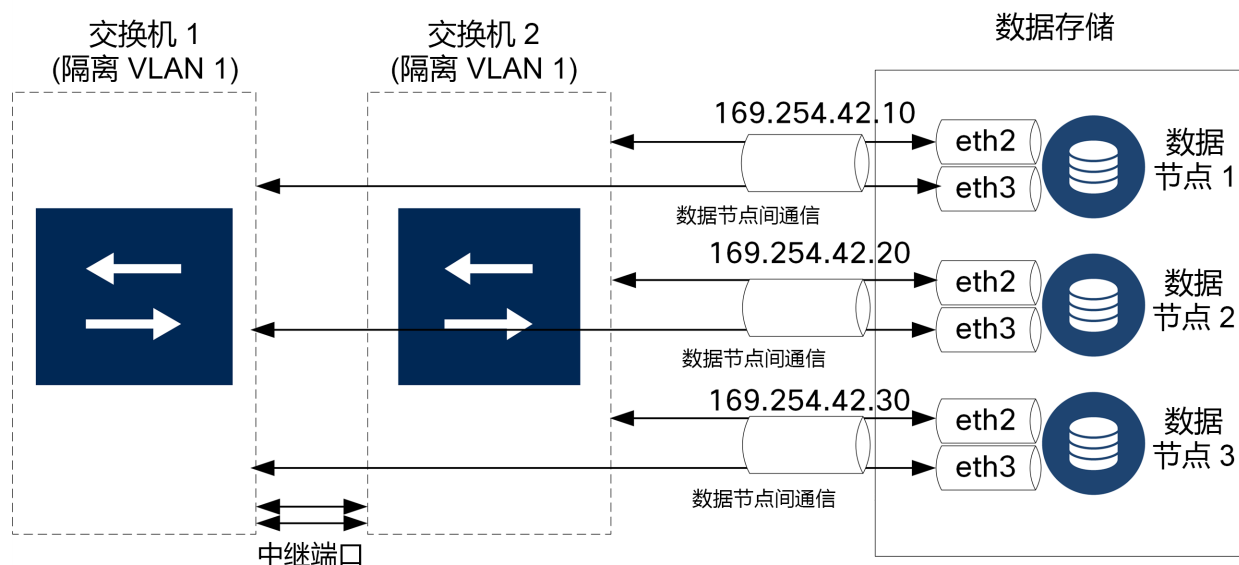 交换机 1
(隔离 VLAN 1)
交换机 2
(隔离 VLAN 1)
数据存储
169.254.42.10
eth2
eth3
数据
节点 1
数据节点间通信
169.254.42.20
eth2
eth3
数据
节点 2
数据节点间通信
169.254.42.30
eth2
eth3
数据
节点 3
数据节点间通信
中继端口